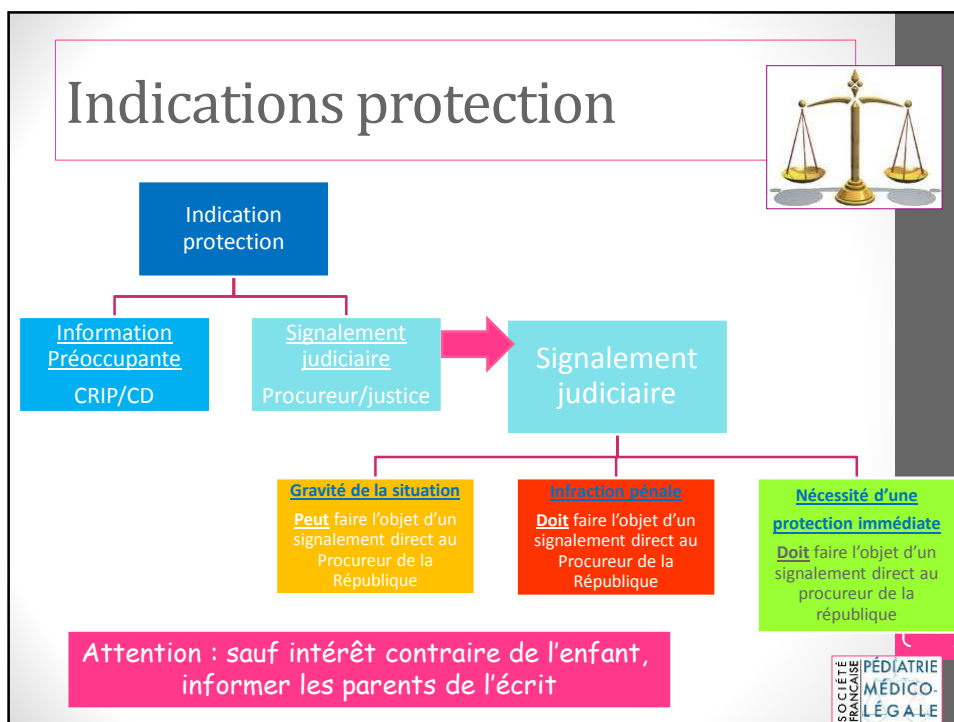 Indications protection
Indication
protection
Information
Préoccupante
CRIP/CD
Signalement
judiciaire
Procureur/justice
Signalement
judiciaire
Gravité de la situation
Peut faire l’objet d’un
signalement direct au
Procureur de la
République
Infraction pénale
Doit faire l’objet d’un
signalement direct au
Procureur de la
République
Nécessité d’une
protection immédiate
Doit faire l’objet d’un
signalement direct au
procureur de la
république
Attention : sauf intérêt contraire de l’enfant,
informer les parents de l’écrit
SOCIÉTÉ
FRANÇAISE
PÉDIATRIE
MÉDICO-
LÉGALE